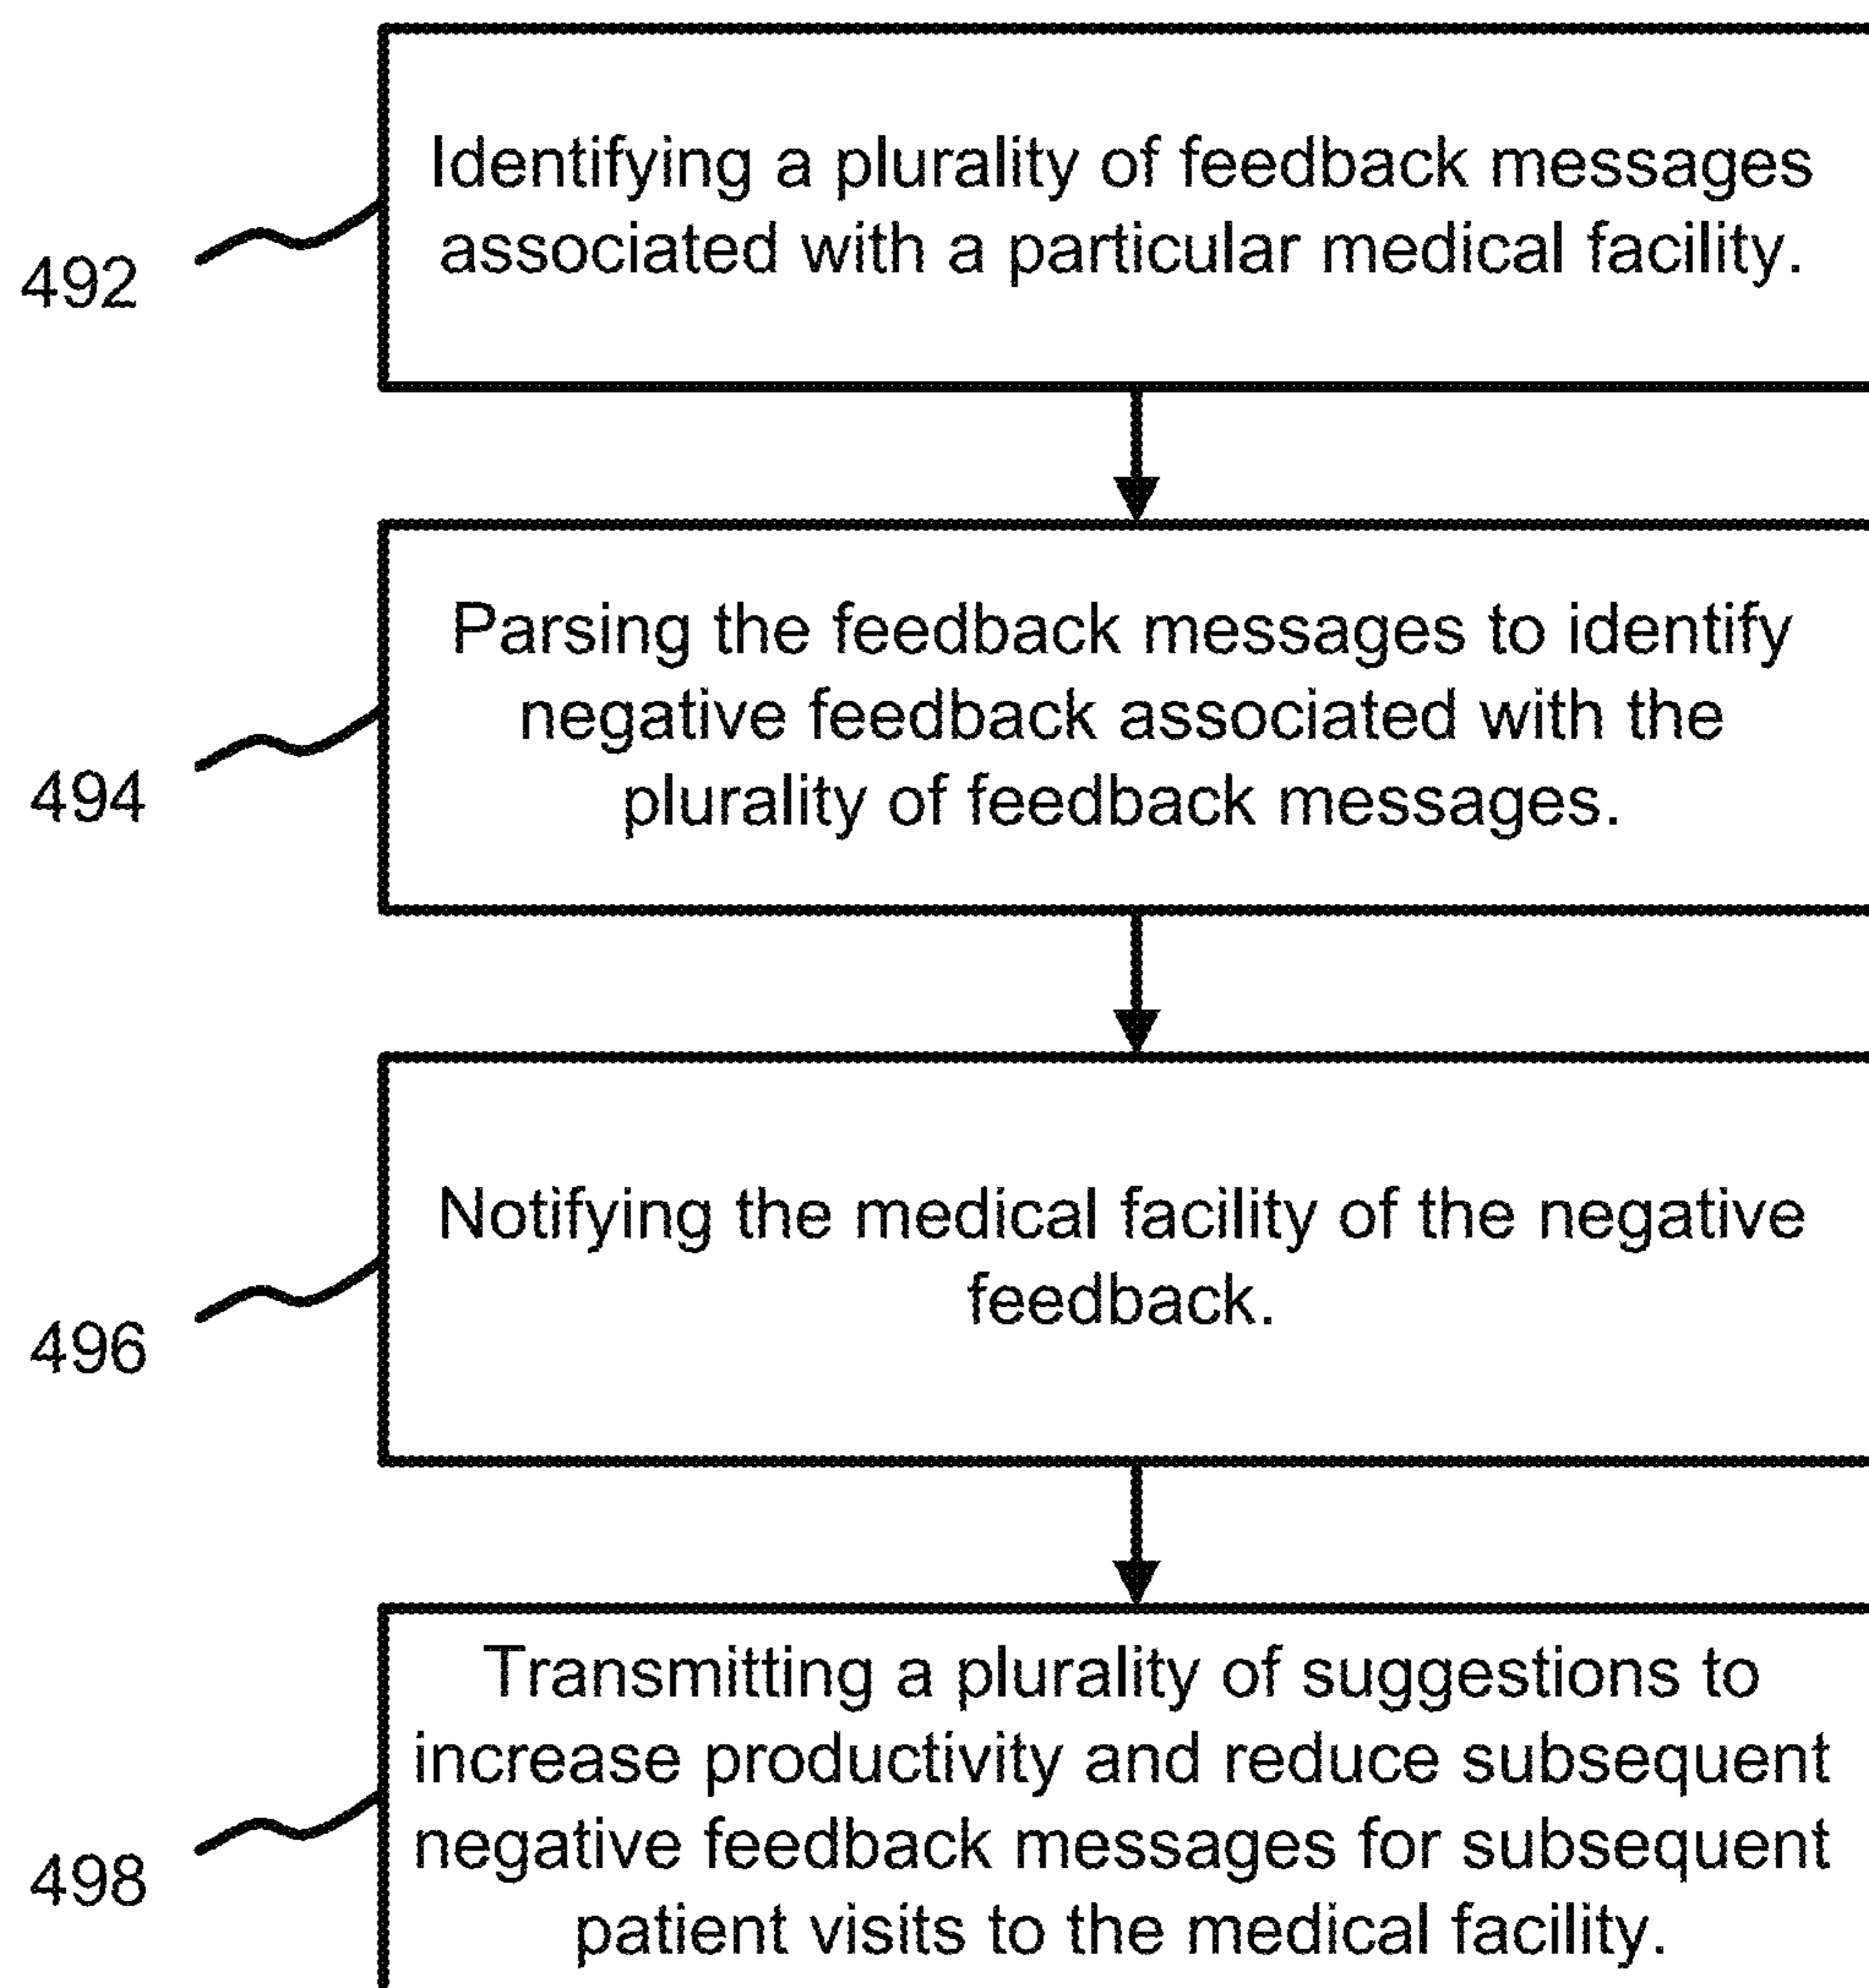 Identifying a plurality of feedback messages
associated with a particular medical facility.
492
Parsing the feedback messages to identify
negative feedback associated with the
plurality of feedback messages.
494
Notifying the medical facility of the negative
feedback.
496
Transmitting a plurality of suggestions to
increase productivity and reduce subsequent
negative feedback messages for subsequent
patient visits to the medical facility.
498